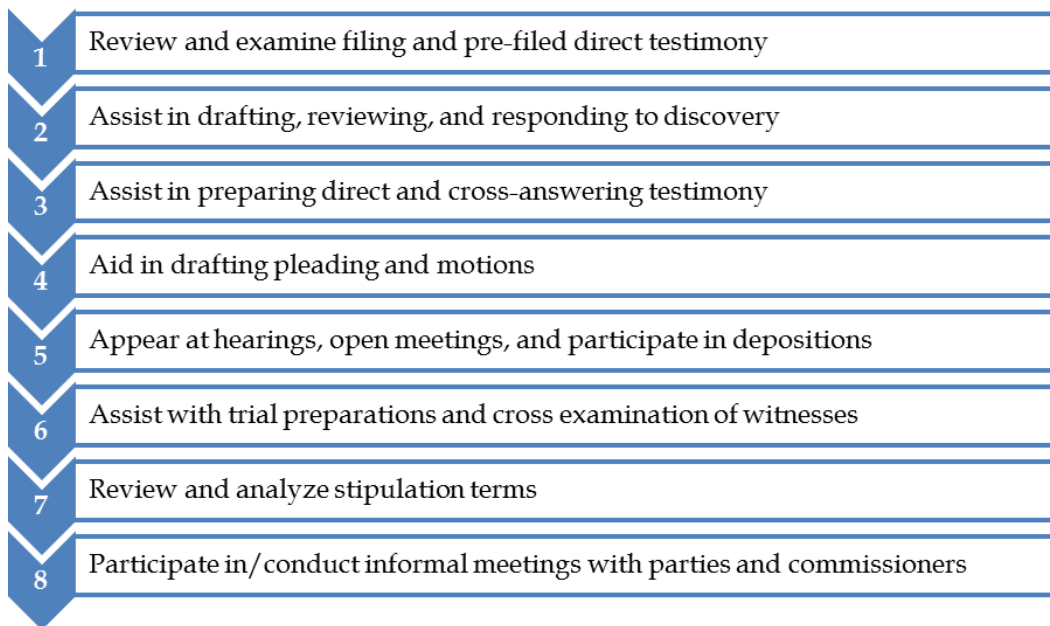 1 Review and examine filing and pre-filed direct testimony
2 Assist in drafting, reviewing, and responding to discovery
3 Assist in preparing direct and cross-answering testimony
4 Aid in drafting pleading and motions
5 Appear at hearings, open meetings, and participate in depositions
6 Assist with trial preparations and cross examination of witnesses
7 Review and analyze stipulation terms
8 Participate in/conduct informal meetings with parties and commissioners